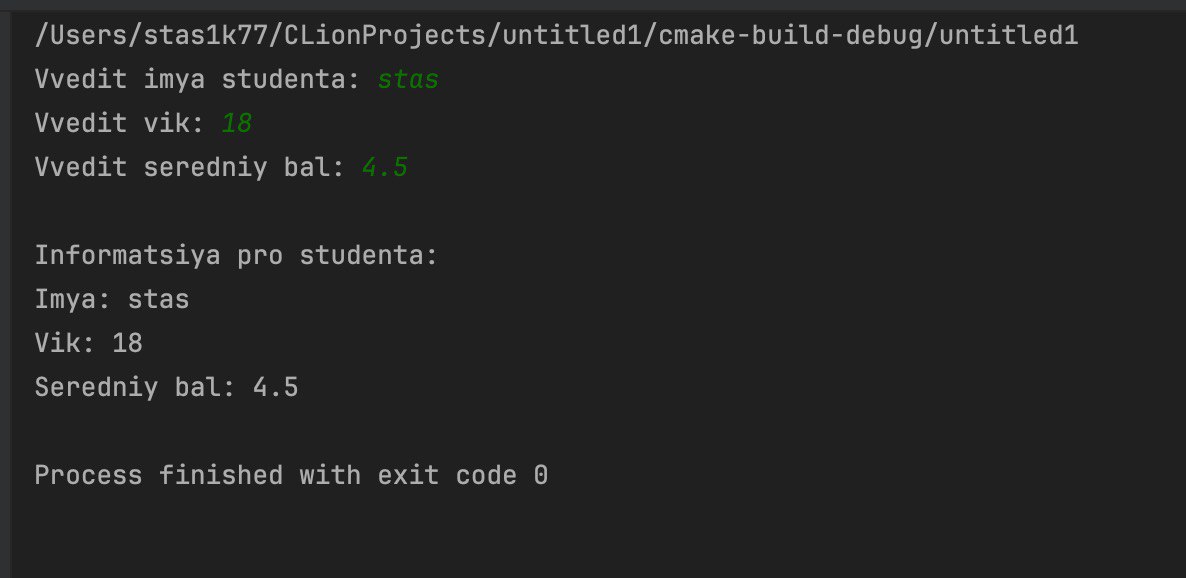 /Users/stas1k77/CLionProjects/untitled1/cmake-build-debug/untitled1
Vvedit imya studenta: stas
Vvedit vik: 18
Vvedit seredniy bal: 4.5
Informatsiya pro studenta:
Imya: stas
Vik: 18
Seredniy bal: 4.5
Process finished with exit code 0